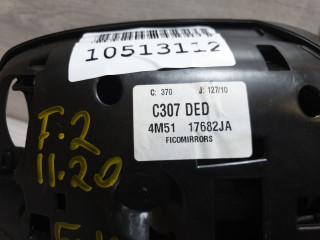 10513112
C: 370 J: 127/10
C307 DED
4M51 17682JA
FICOMIRRORS
F.2
11.20